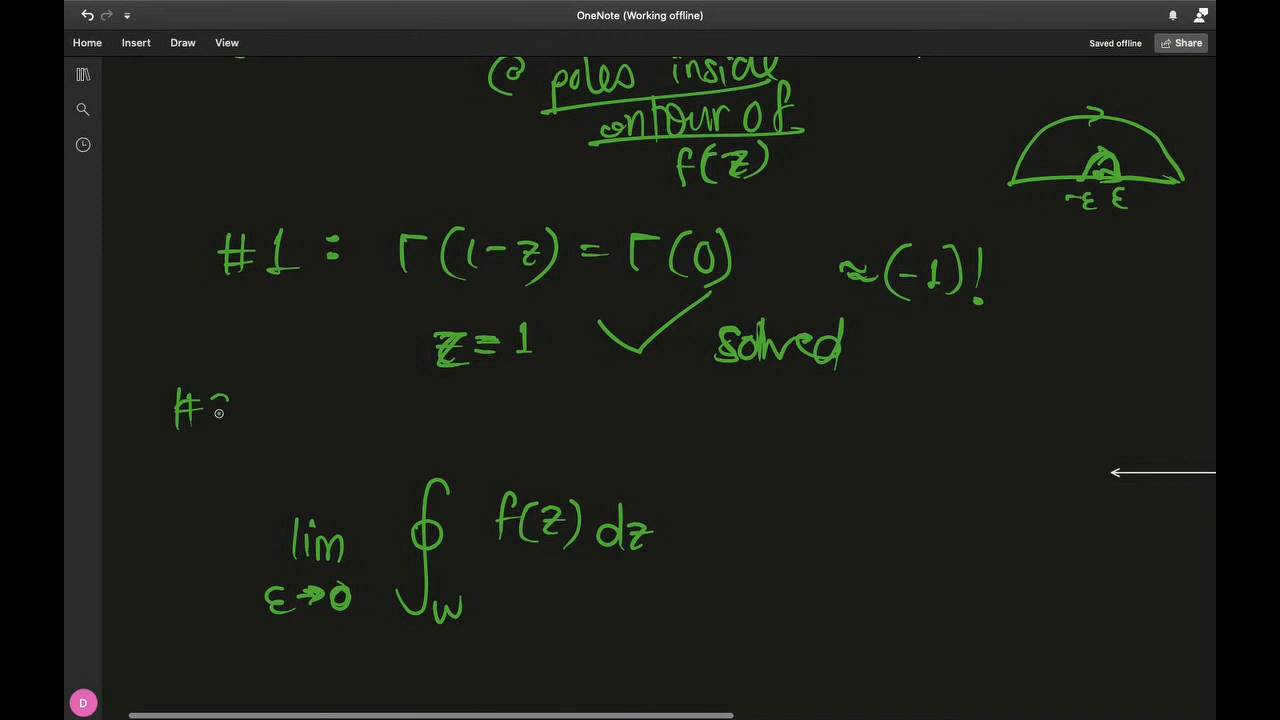 OneNote (Working offline)
Home Insert Draw View
Saved offline Share
@ poles inside
contour of
f(z)
-ε ε
#1 : Γ(1-z) = Γ(0) ≈ (-1)!
z = 1 ✓ solved
#
lim ∮ f(z) dz
ε→0 W
D